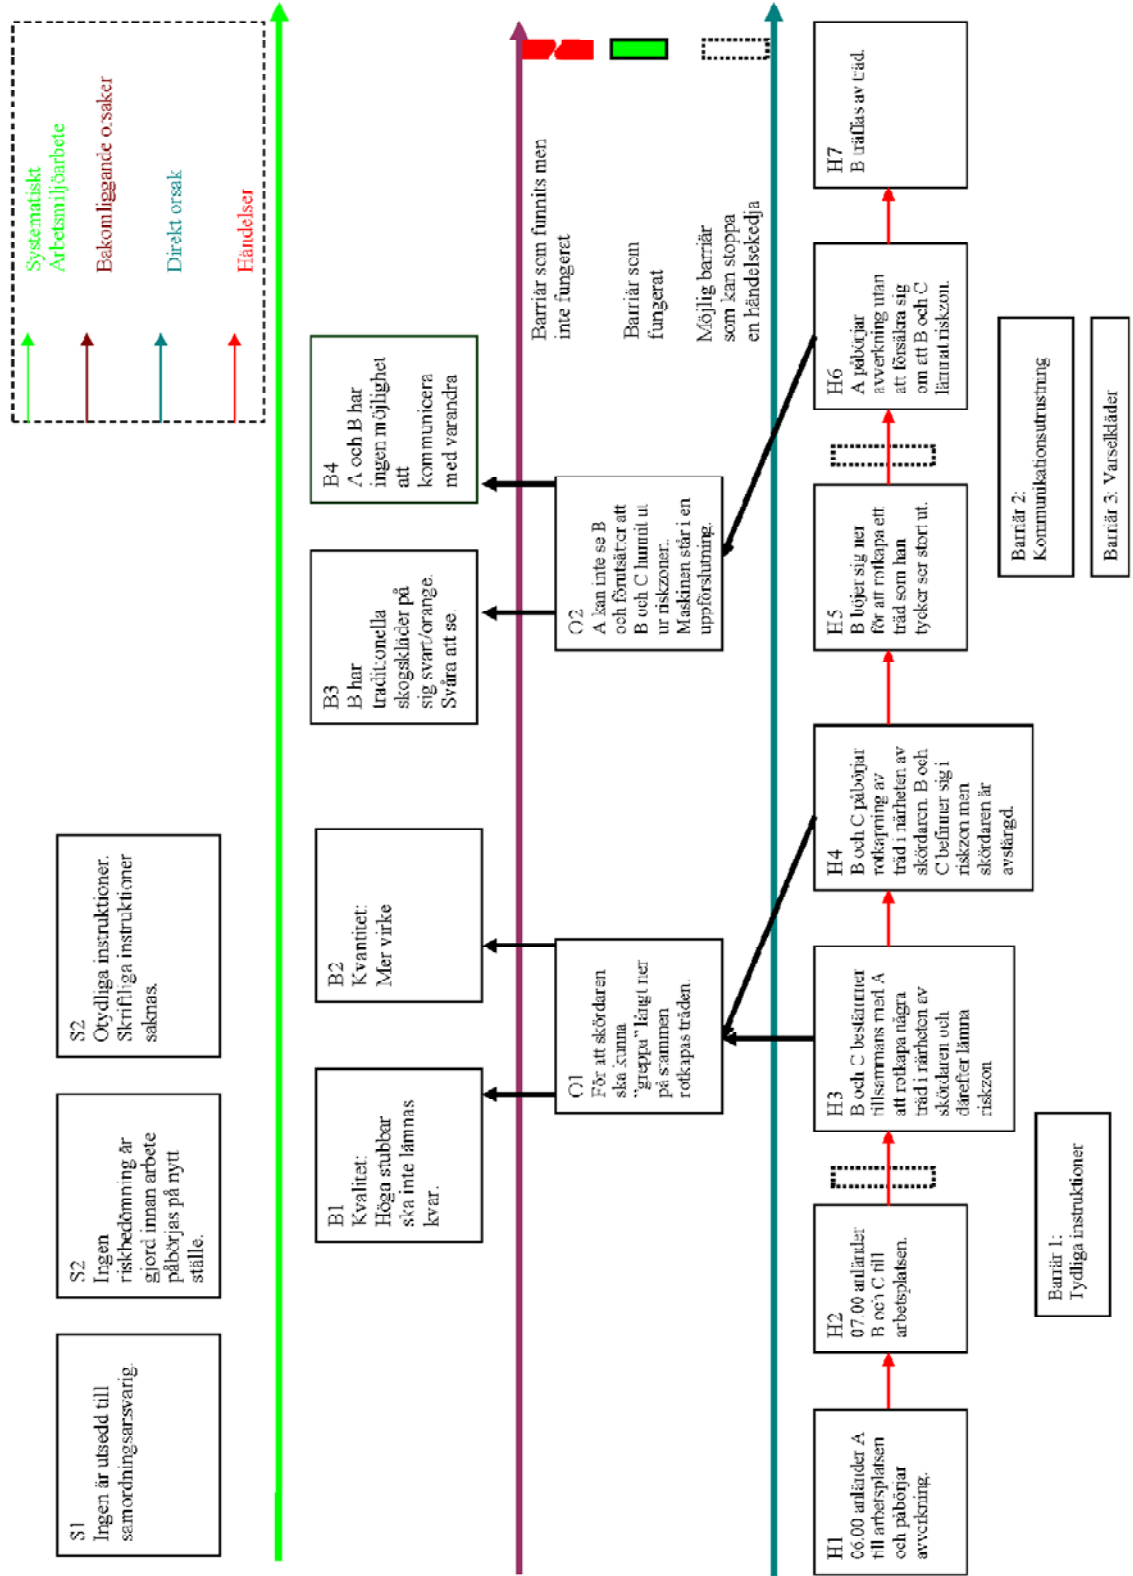 Systematiskt
Arbetsmiljöarbete
Bakomliggande orsaker
Direkt orsak
Händelser
S1
Ingen är utsedd till
samordningsansvarig.
S2
Ingen
riskbedömning är
gjord innan arbete
påbörjas på nytt
ställe.
S2
Otydliga instruktioner.
Skriftliga instruktioner
saknas.
B1
Kvalitet:
Höga stubbar
ska inte lämnas
kvar.
B2
Kvantitet:
Mer virke
B3
B har
traditionella
skogskläder på
sig svart/orange.
Svåra att se.
B4
A och B har
ingen möjlighet
att
kommunicera
med varandra
Barriär som funnits men
inte fungerat
Barriär som
fungerat
Möjlig barriär
som kan stoppa
en händelsekedja
O1
För att skördaren
ska kunna
"greppa" långt ner
på stammen
rotkapas träden.
O2
A kan inte se B
och förutsätter att
B och C hunnit ut
ur riskzonen.
Maskinen står i en
uppförslutning.
H1
06.00 anländer A
till arbetsplatsen
och påbörjar
avverkning.
H2
07.00 anländer
B och C till
arbetsplatsen.
H3
B och C bestämmer
tillsammans med A
att rotkapa några
träd i närheten av
skördaren och
därefter lämna
riskzon
H4
B och C påbörjar
rotkapning av
träd i närheten av
skördaren. B och
C befinner sig i
riskzon men
skördaren är
avstängd.
H5
B böjer sig ner
för att rotkapa ett
träd som han
tycker ser stort ut.
H6
A påbörjar
avverkning utan
att försäkra sig
om att B och C
lämnat riskzon.
H7
B träffas av träd.
Barriär 1:
Tydliga instruktioner
Barriär 2:
Kommunikationsutrustning
Barriär 3: Varselkläder